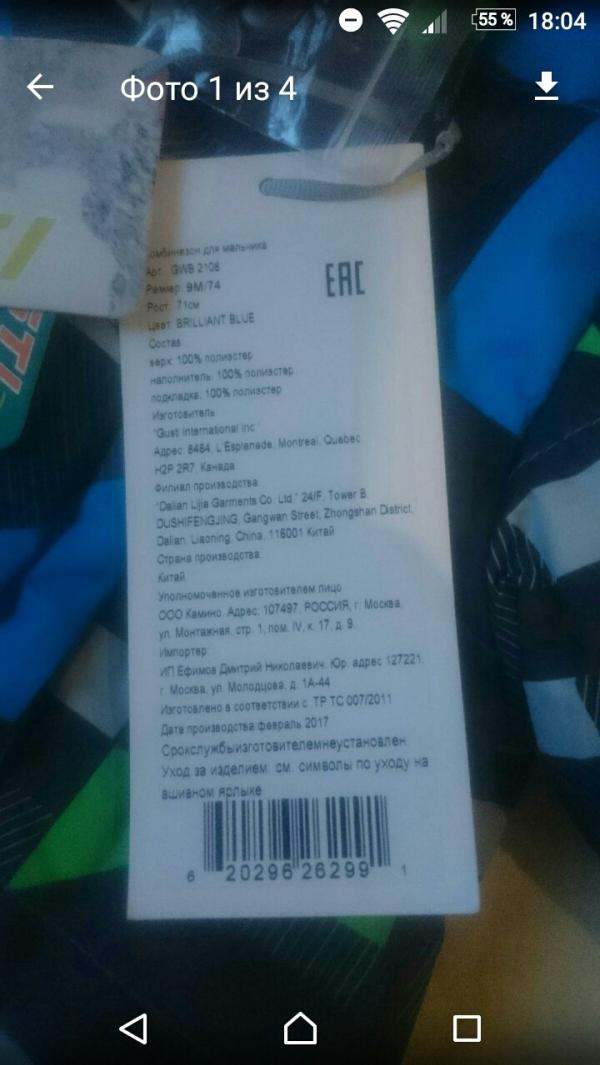 55 %
18:04
Фото 1 из 4
омбинезон для мальчика
Арт. GWB 2108
Размер: 9M/74
EAC
Рост: 71см
Цвет: BRILLIANT BLUE
Состав
верх: 100% полиэстер
наполнитель: 100% полиэстер
подкладка: 100% полиэстер
Изготовитель
"Gusti International inc."
Адрес: 8484, L'Esplanade, Montreal, Quebec,
H2P 2R7, Канада
Филиал производства:
"Dalian Lijia Garments Co. Ltd." 24/F, Tower B,
DUSHIFENGJING, Gangwan Street, Zhongshan District,
Dalian, Liaoning, China, 116001 Китай
Страна производства:
Китай
Уполномоченное изготовителем лицо
ООО Камино. Адрес: 107497, РОССИЯ, г. Москва,
ул. Монтажная, стр. 1, пом. IV, к. 17, д. 9.
Импортер:
ИП Ефимов Дмитрий Николаевич. Юр. адрес 127221,
г. Москва, ул. Молодцова, д. 1А-44
Изготовлено в соответствии с ТР ТС 007/2011
Дата производства февраль 2017
Срокслужбыизготовителемнеустановлен.
Уход за изделием: см. символы по уходу на
вшивном ярлыке
6 20296 26299 1